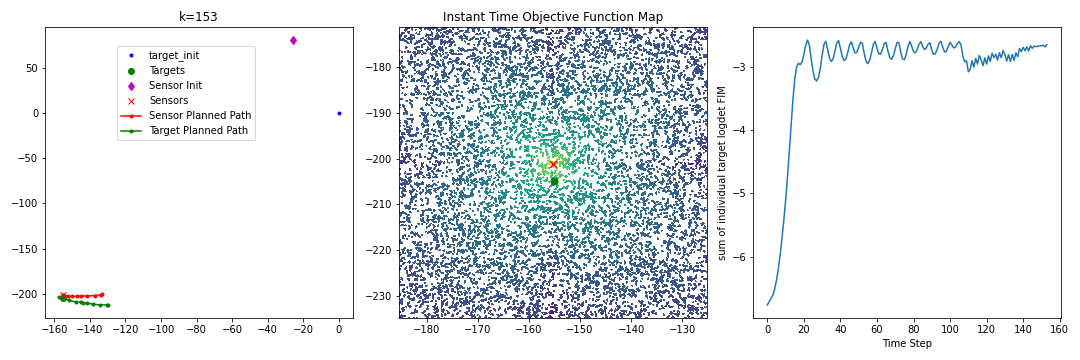 k=153
50
0
−50
−100
−150
−200
−160 −140 −120 −100 −80 −60 −40 −20 0
target_init
Targets
Sensor Init
Sensors
Sensor Planned Path
Target Planned Path
Instant Time Objective Function Map
−180
−190
−200
−210
−220
−230
−180 −170 −160 −150 −140 −130
sum of individual target logdet FIM
−3
−4
−5
−6
0 20 40 60 80 100 120 140 160
Time Step